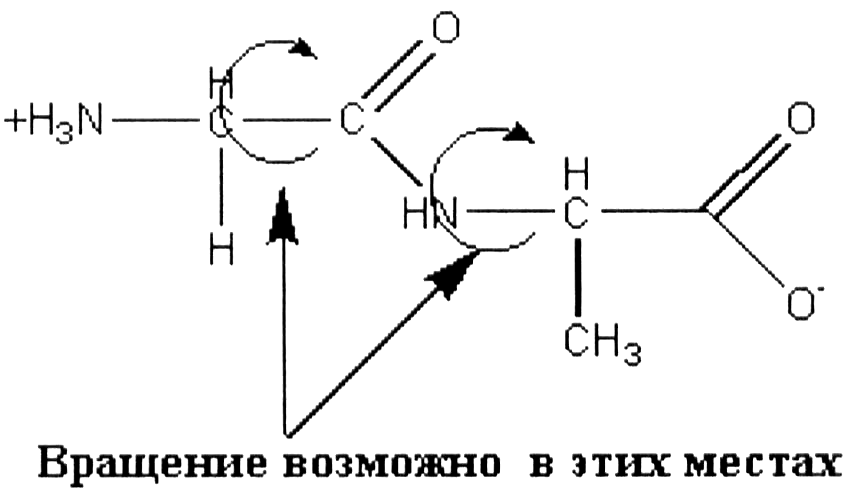 O
H
+H₃N C C O
H
HN C
H
O⁻
CH₃
Вращение возможно в этих местах